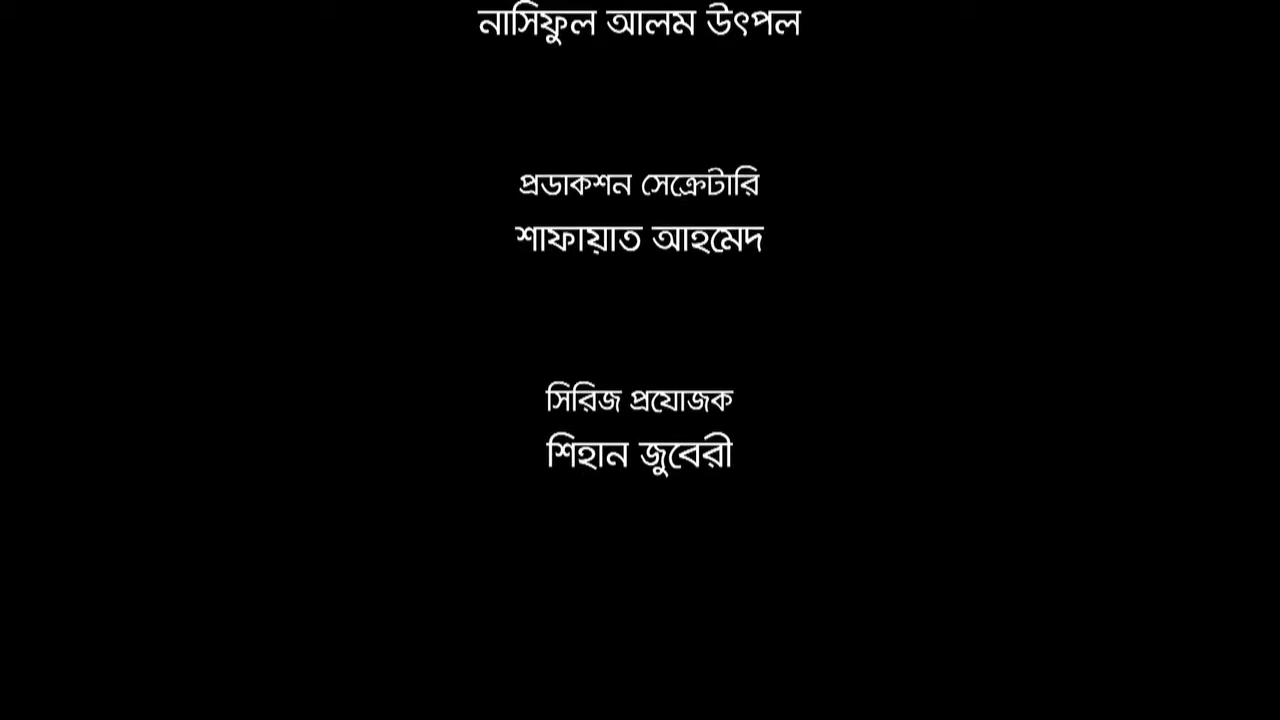 নাসিফুল আলম উৎপল
প্রডাকশন সেক্রেটারি
শাফায়াত আহমেদ
সিরিজ প্রযোজক
শিহান জুবেরী